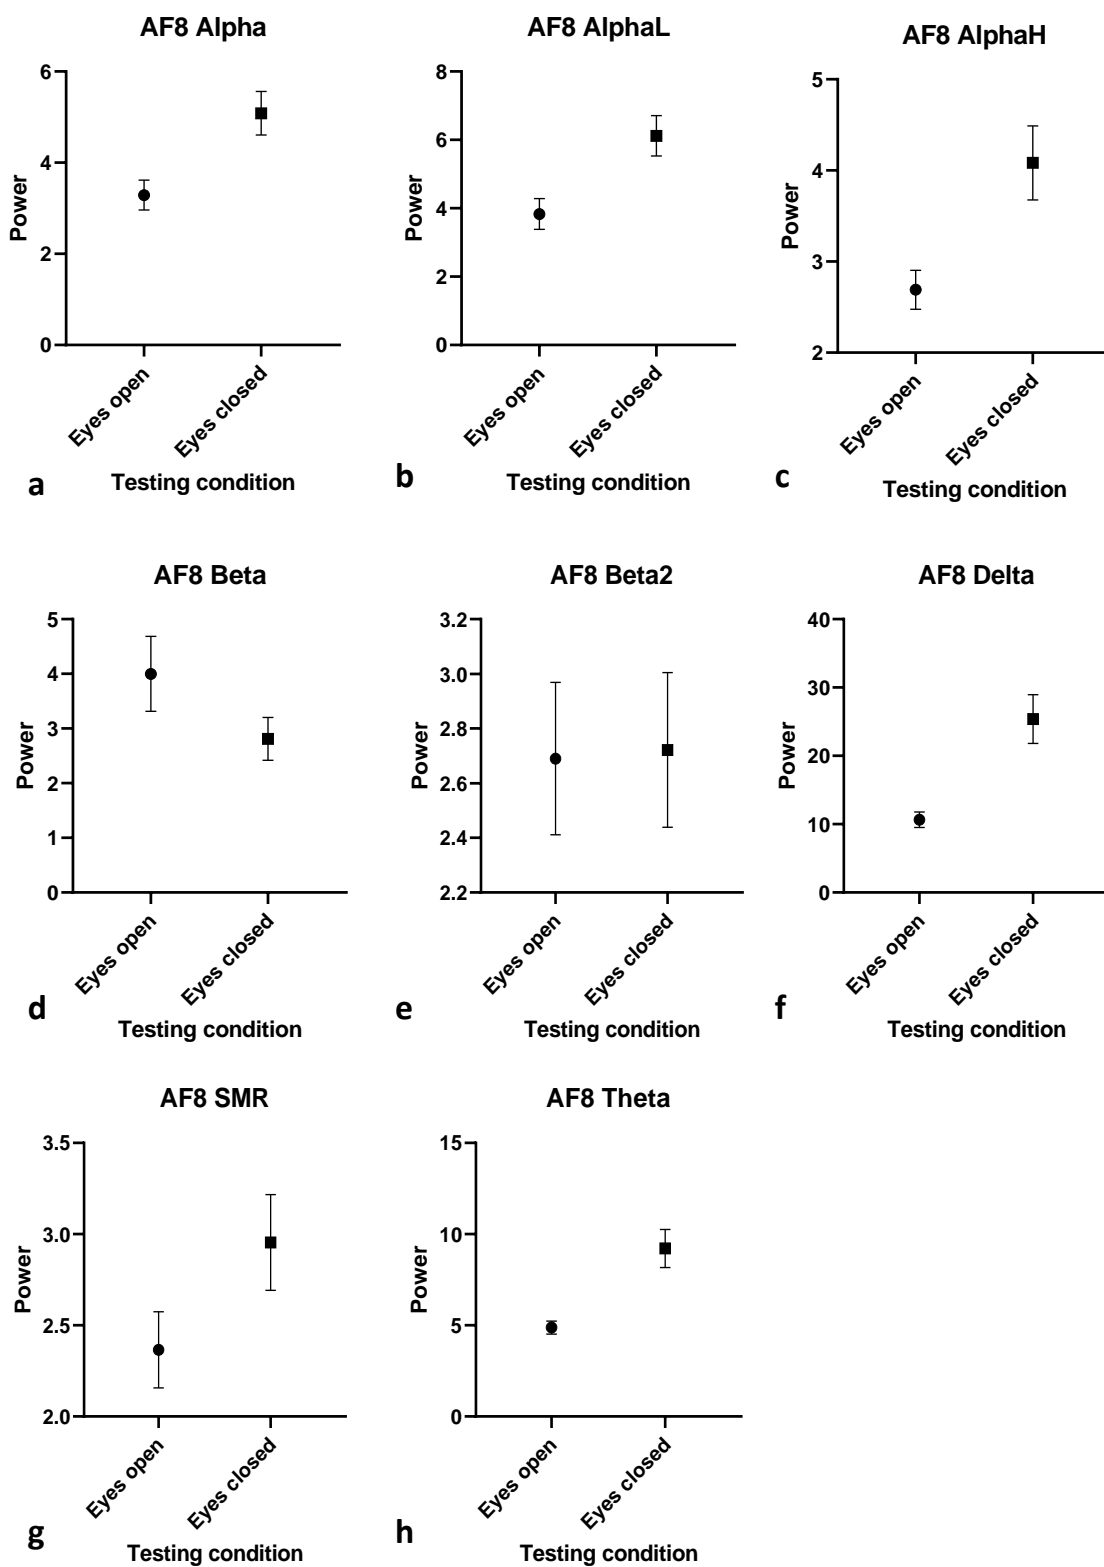 AF8 Alpha
6
4
2
0
Power
Eyes open
Eyes closed
Testing condition
a
AF8 AlphaL
8
6
4
2
0
Power
Eyes open
Eyes closed
Testing condition
b
AF8 AlphaH
5
4
3
2
Power
Eyes open
Eyes closed
Testing condition
c
AF8 Beta
5
4
3
2
1
0
Power
Eyes open
Eyes closed
Testing condition
d
AF8 Beta2
3.2
3.0
2.8
2.6
2.4
2.2
Power
Eyes open
Eyes closed
Testing condition
e
AF8 Delta
40
30
20
10
0
Power
Eyes open
Eyes closed
Testing condition
f
AF8 SMR
3.5
3.0
2.5
2.0
Power
Eyes open
Eyes closed
Testing condition
g
AF8 Theta
15
10
5
0
Power
Eyes open
Eyes closed
Testing condition
h